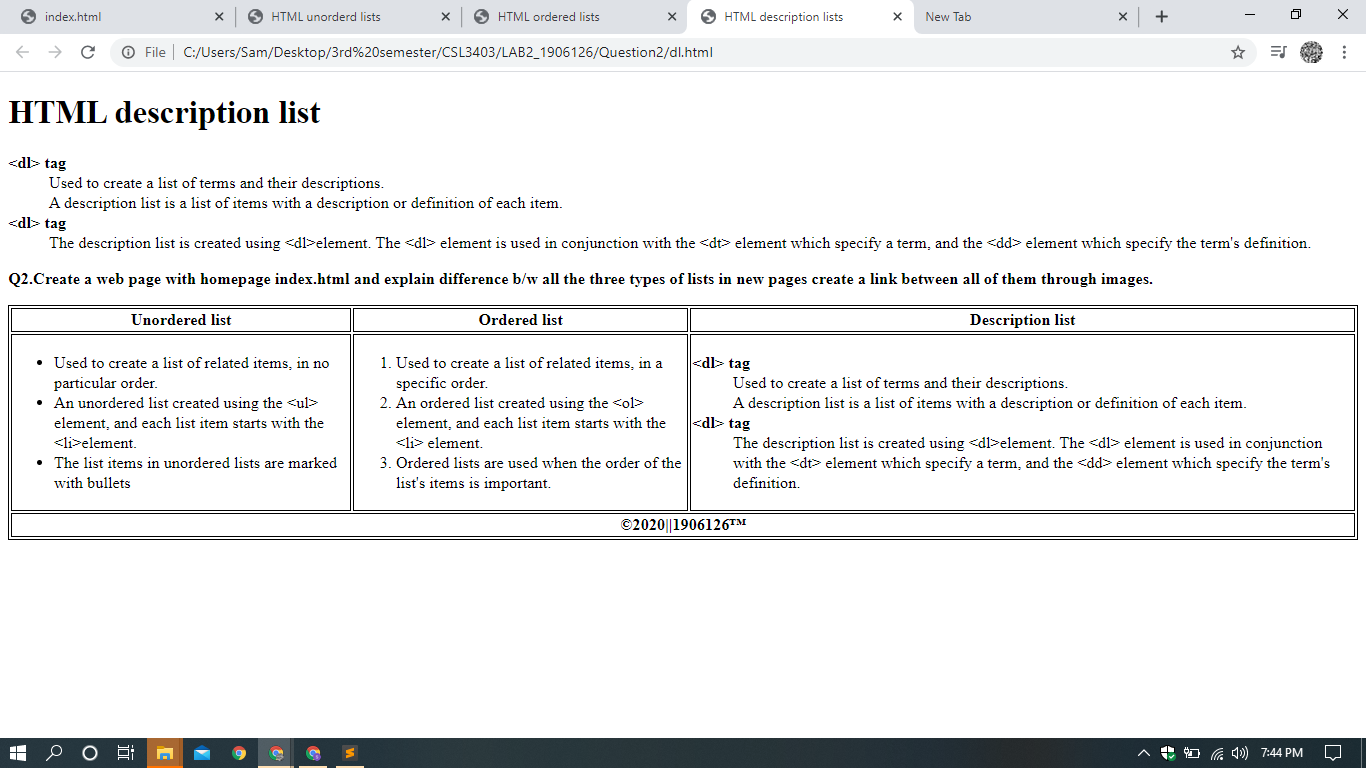 index.html
HTML unorderd lists
HTML ordered lists
HTML description lists
New Tab
File
C:/Users/Sam/Desktop/3rd%20semester/CSL3403/LAB2_1906126/Question2/dl.html
HTML description list
<dl> tag
Used to create a list of terms and their descriptions.
A description list is a list of items with a description or definition of each item.
<dl> tag
The description list is created using <dl>element. The <dl> element is used in conjunction with the <dt> element which specify a term, and the <dd> element which specify the term's definition.
Q2.Create a web page with homepage index.html and explain difference b/w all the three types of lists in new pages create a link between all of them through images.
Unordered list
Ordered list
Description list
• Used to create a list of related items, in no
particular order.
• An unordered list created using the <ul>
element, and each list item starts with the
<li>element.
• The list items in unordered lists are marked
with bullets
1. Used to create a list of related items, in a
specific order.
2. An ordered list created using the <ol>
element, and each list item starts with the
<li> element.
3. Ordered lists are used when the order of the
list's items is important.
<dl> tag
Used to create a list of terms and their descriptions.
A description list is a list of items with a description or definition of each item.
<dl> tag
The description list is created using <dl>element. The <dl> element is used in conjunction
with the <dt> element which specify a term, and the <dd> element which specify the term's
definition.
©2020||1906126™
7:44 PM